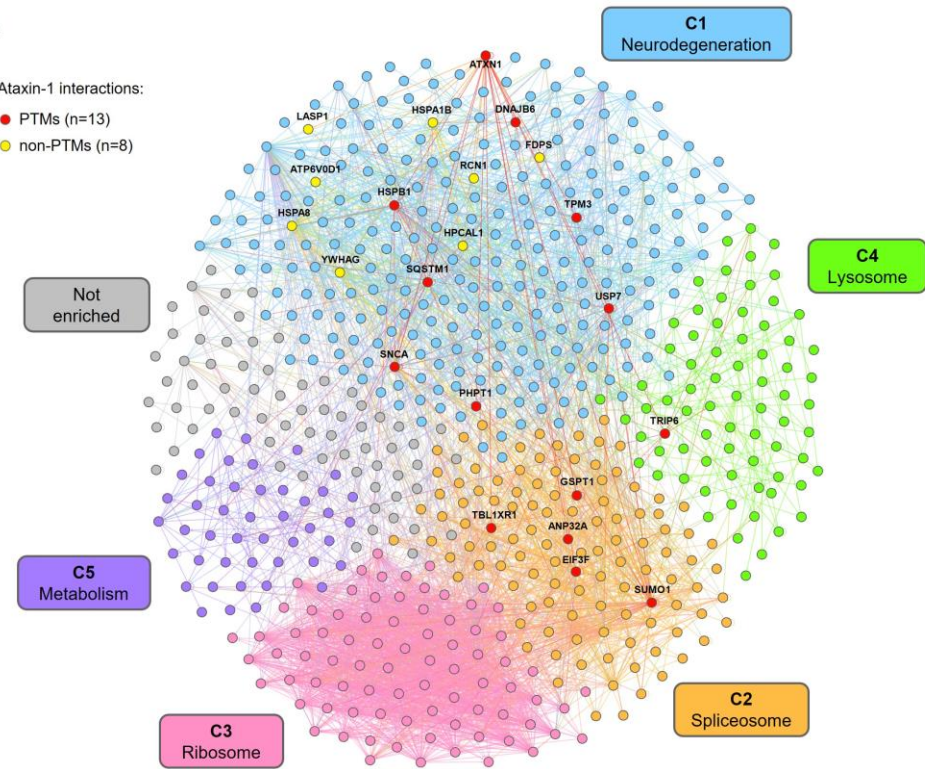 C1
Neurodegeneration
Ataxin-1 interactions:
PTMs (n=13)
non-PTMs (n=8)
ATXN1
DNAJB6
HSPA1B
LASP1
FDPS
ATP6V0D1
RCN1
HSPB1
TPM3
HSPA8
HPCAL1
YWHAG
SQSTM1
C4
Lysosome
Not
enriched
USP7
SNCA
PHPT1
TRIP6
GSPT1
TBL1XR1
ANP32A
EIF3F
SUMO1
C5
Metabolism
C2
Spliceosome
C3
Ribosome